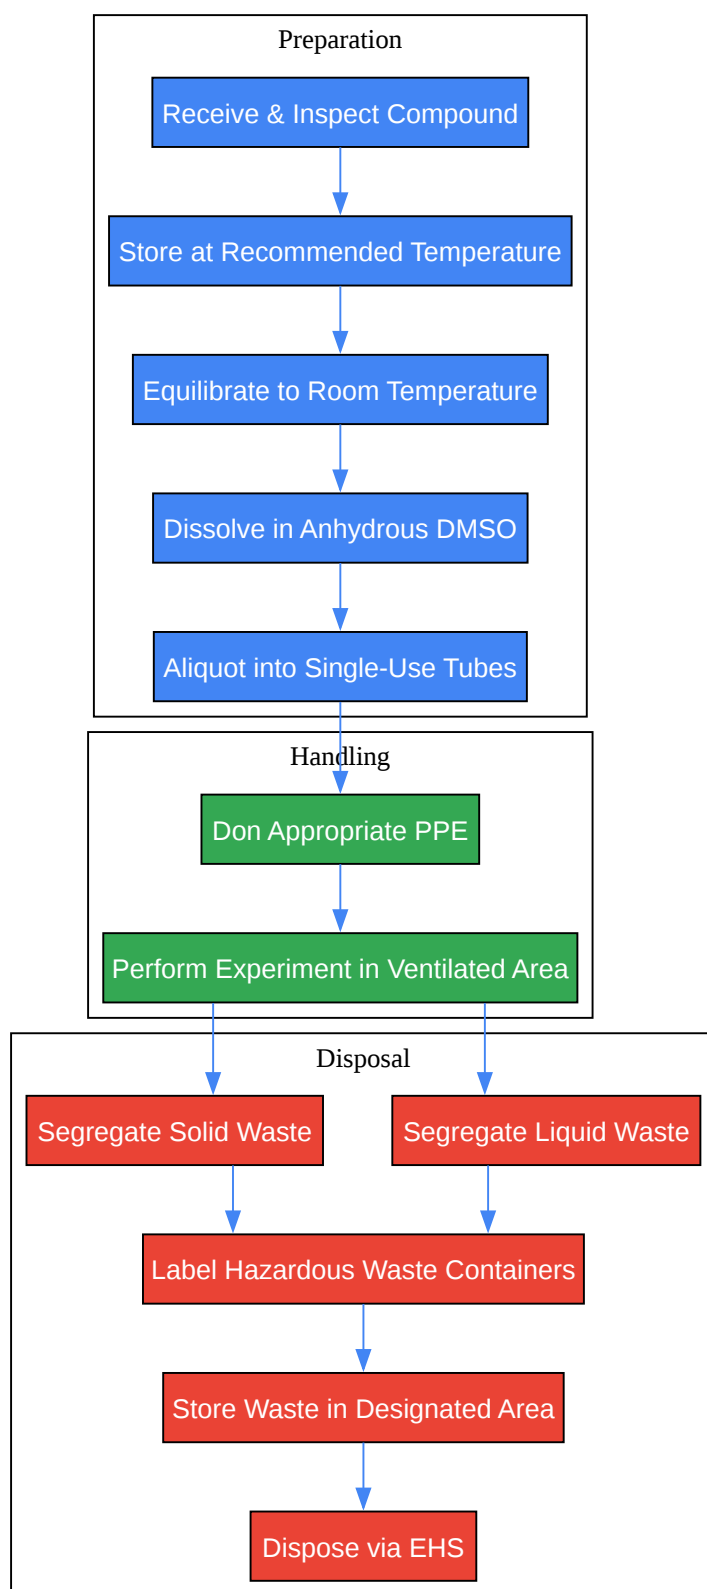 Preparation
Receive & Inspect Compound
Store at Recommended Temperature
Equilibrate to Room Temperature
Dissolve in Anhydrous DMSO
Aliquot into Single-Use Tubes
Handling
Don Appropriate PPE
Perform Experiment in Ventilated Area
Disposal
Segregate Solid Waste
Segregate Liquid Waste
Label Hazardous Waste Containers
Store Waste in Designated Area
Dispose via EHS